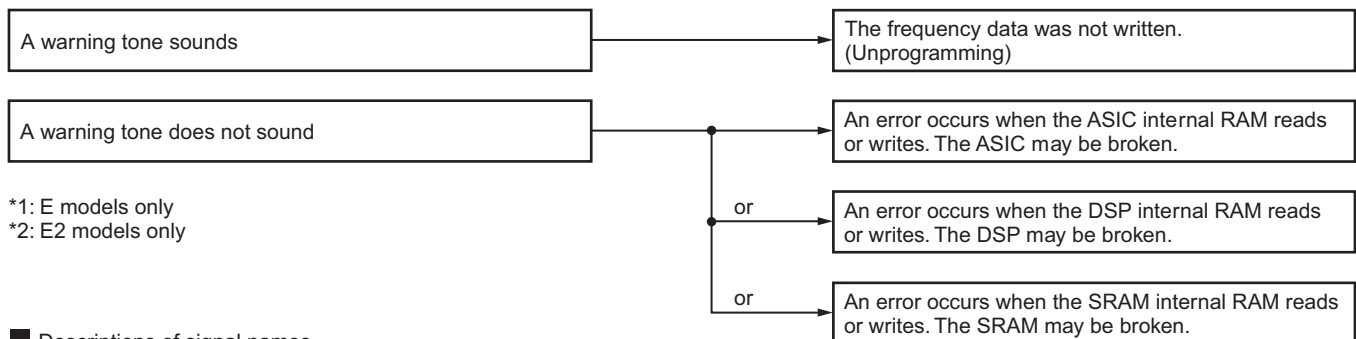 A warning tone sounds
The frequency data was not written.
(Unprogramming)
A warning tone does not sound
An error occurs when the ASIC internal RAM reads
or writes. The ASIC may be broken.
*1: E models only
*2: E2 models only
or
An error occurs when the DSP internal RAM reads
or writes. The DSP may be broken.
or
An error occurs when the SRAM internal RAM reads
or writes. The SRAM may be broken.
Descriptions of signal names